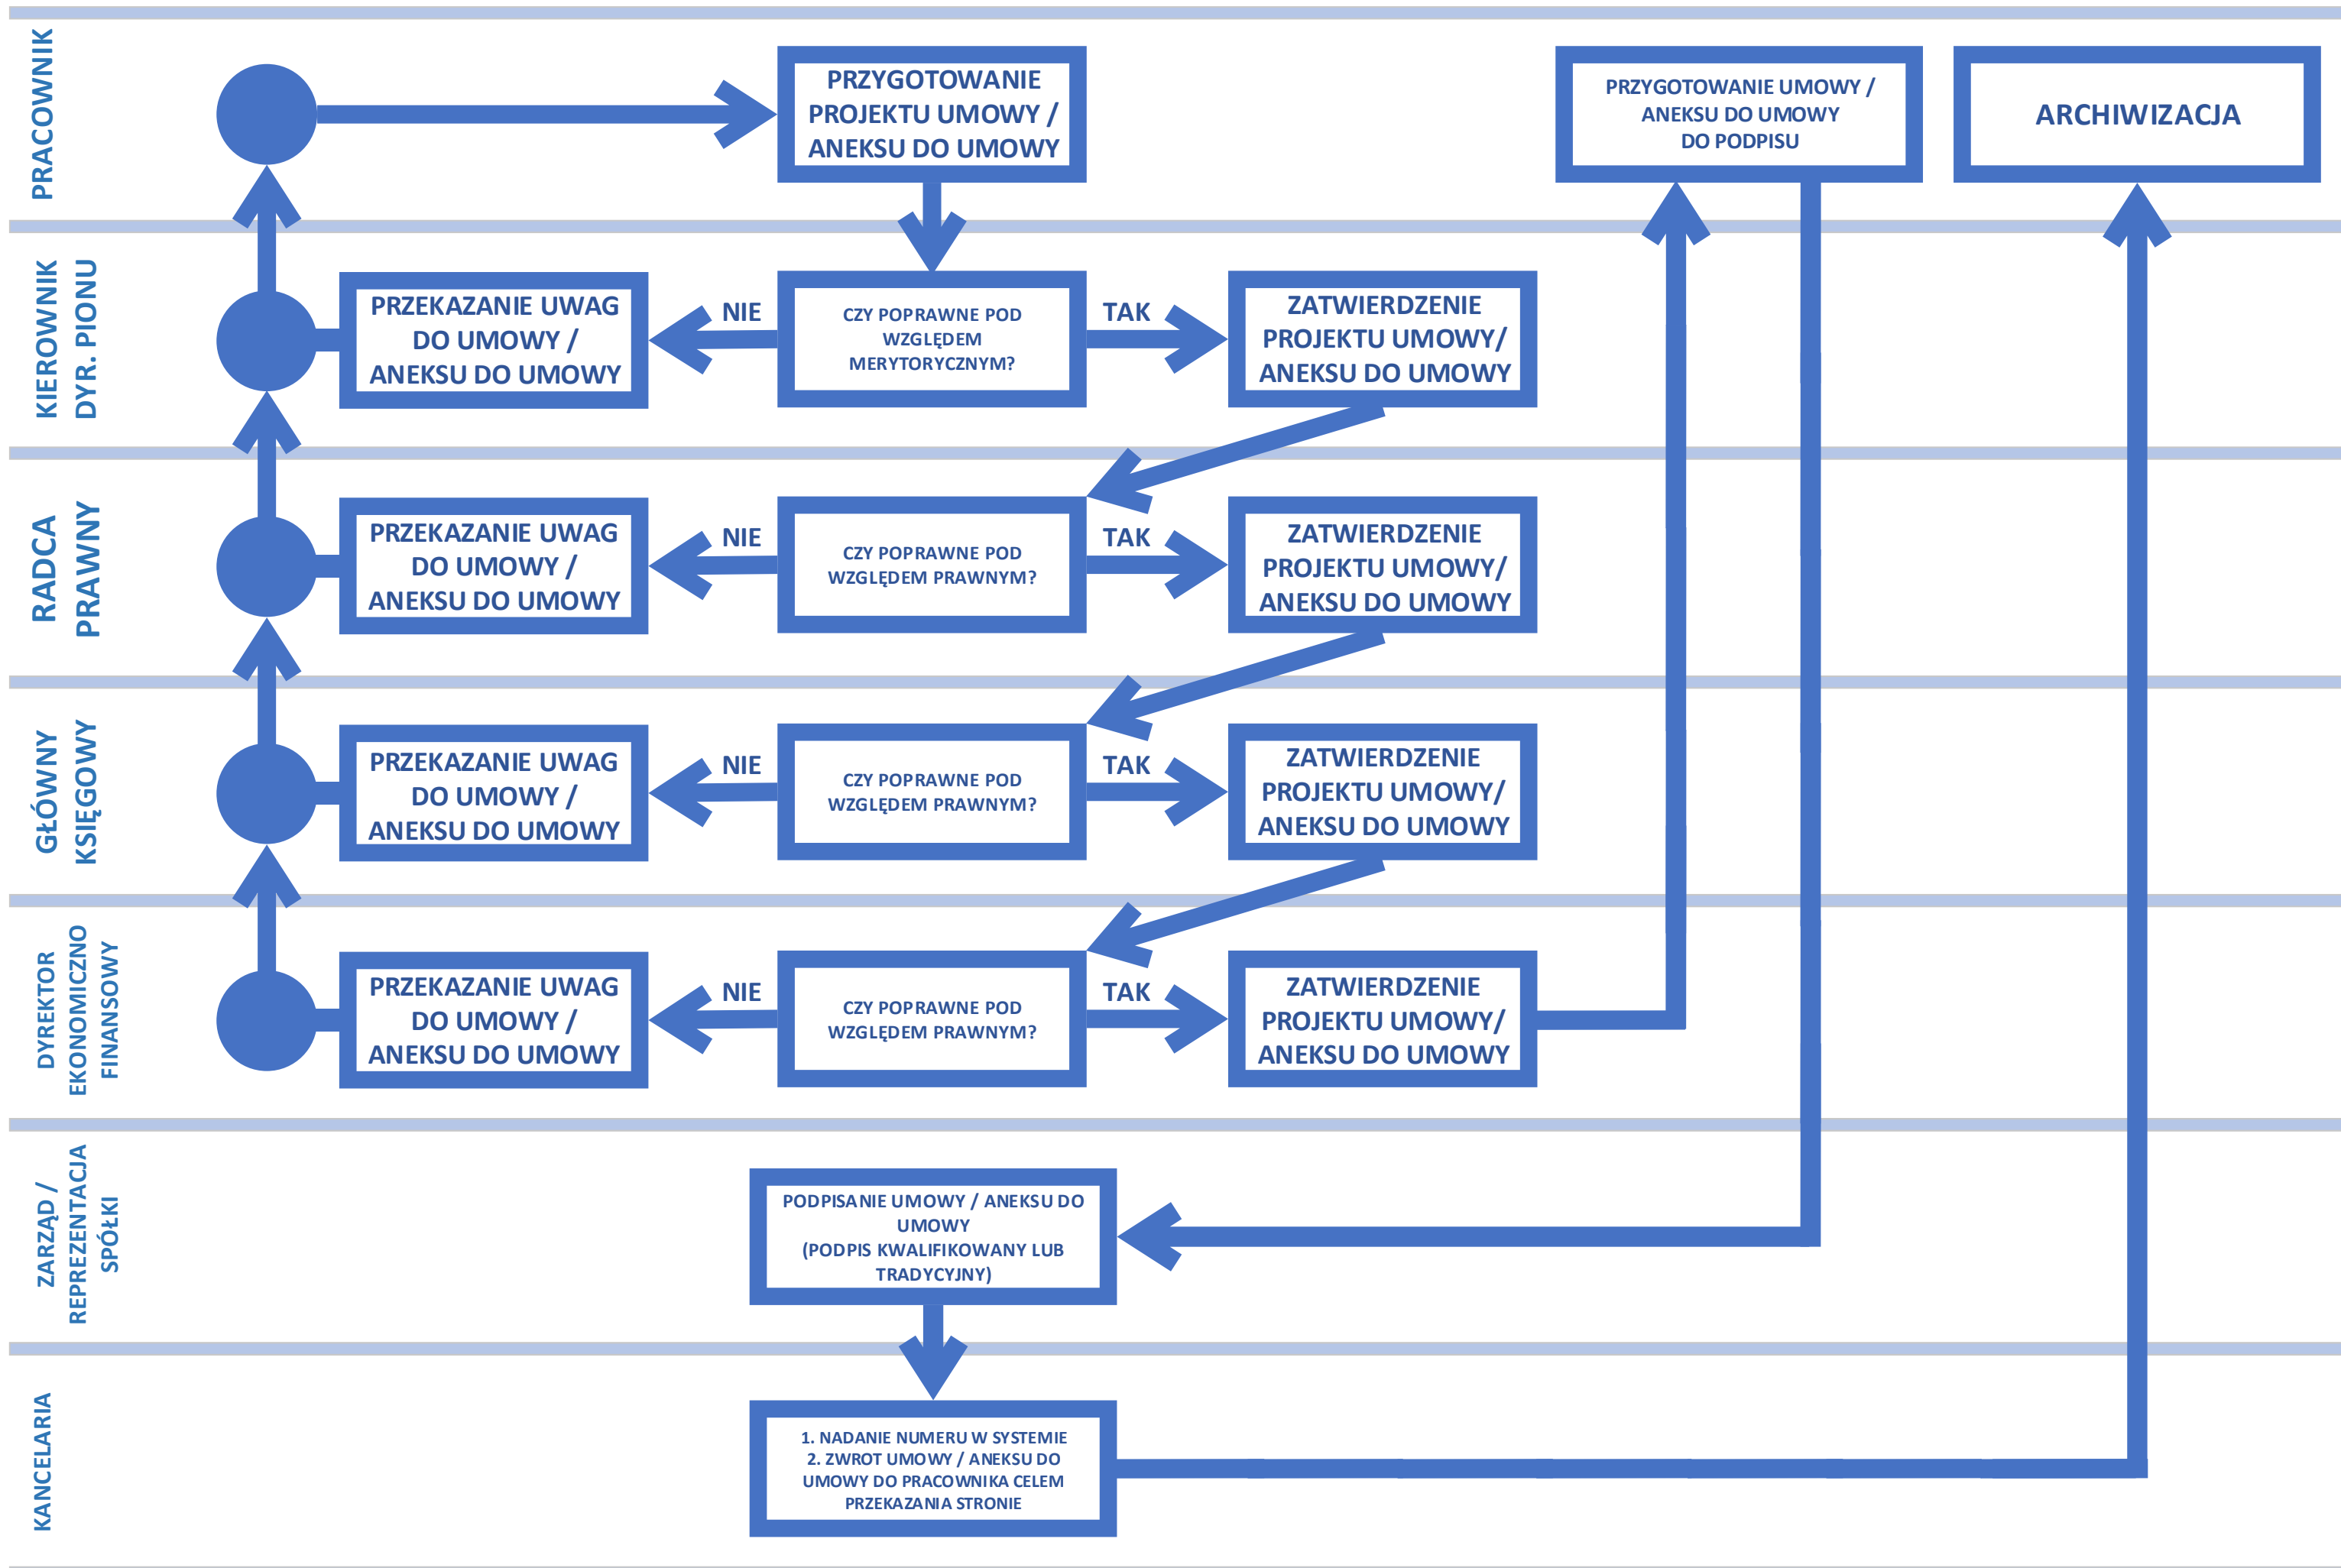 PRACOWNIK
PRZYGOTOWANIE
PROJEKTU UMOWY /
ANEKSU DO UMOWY
PRZYGOTOWANIE UMOWY /
ANEKSU DO UMOWY
DO PODPISU
ARCHIWIZACJA
KIEROWNIK
DYR. PIONU
PRZEKAZANIE UWAG
DO UMOWY /
ANEKSU DO UMOWY
NIE
CZY POPRAWNE POD
WZGLĘDEM
MERYTORYCZNYM?
TAK
ZATWIERDZENIE
PROJEKTU UMOWY/
ANEKSU DO UMOWY
RADCA
PRAWNY
PRZEKAZANIE UWAG
DO UMOWY /
ANEKSU DO UMOWY
NIE
CZY POPRAWNE POD
WZGLĘDEM PRAWNYM?
TAK
ZATWIERDZENIE
PROJEKTU UMOWY/
ANEKSU DO UMOWY
GŁÓWNY
KSIĘGOWY
PRZEKAZANIE UWAG
DO UMOWY /
ANEKSU DO UMOWY
NIE
CZY POPRAWNE POD
WZGLĘDEM PRAWNYM?
TAK
ZATWIERDZENIE
PROJEKTU UMOWY/
ANEKSU DO UMOWY
DYREKTOR
EKONOMICZNO
FINANSOWY
PRZEKAZANIE UWAG
DO UMOWY /
ANEKSU DO UMOWY
NIE
CZY POPRAWNE POD
WZGLĘDEM PRAWNYM?
TAK
ZATWIERDZENIE
PROJEKTU UMOWY/
ANEKSU DO UMOWY
ZARZĄD /
REPREZENTACJA
SPÓŁKI
PODPISANIE UMOWY / ANEKSU DO
UMOWY
(PODPIS KWALIFIKOWANY LUB
TRADYCYJNY)
KANCELARIA
1. NADANIE NUMERU W SYSTEMIE
2. ZWROT UMOWY / ANEKSU DO
UMOWY DO PRACOWNIKA CELEM
PRZEKAZANIA STRONIE